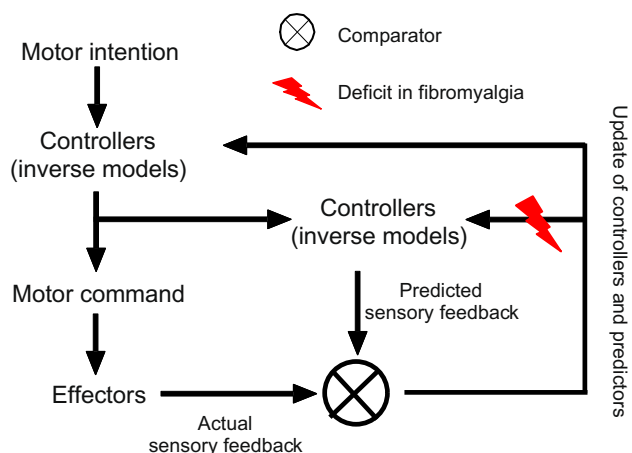 Motor intention
Comparator
Deficit in fibromyalgia
Controllers
(inverse models)
Controllers
(inverse models)
Motor command
Predicted
sensory feedback
Effectors
Actual
sensory feedback
Update of controllers and predictors